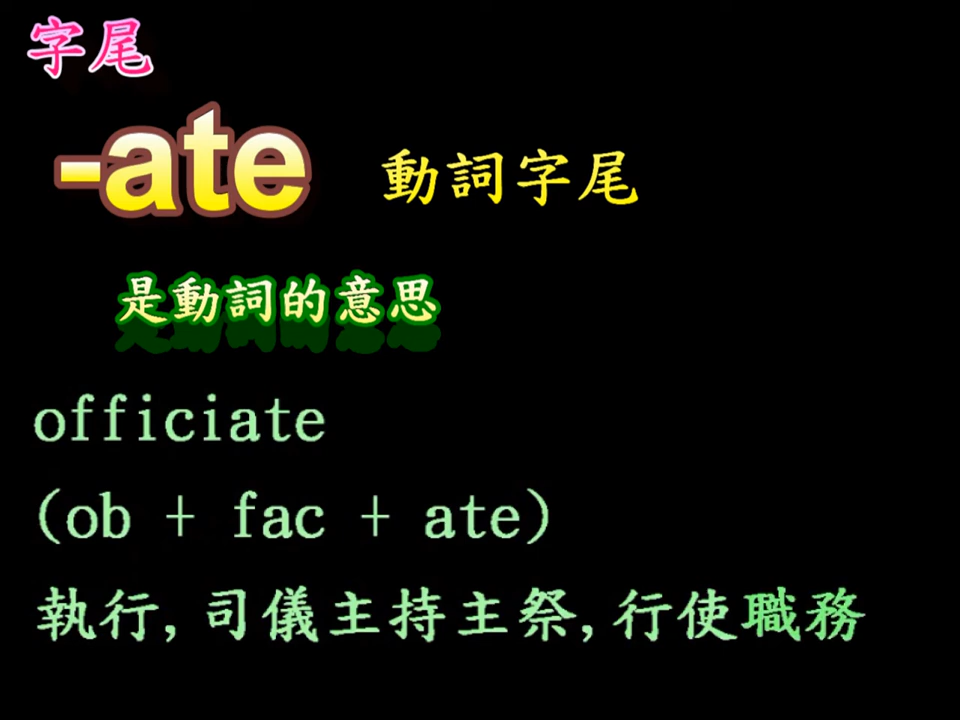 字尾
-ate 動詞字尾
是動詞的意思
officiate
(ob + fac + ate)
執行,司儀主持主祭,行使職務